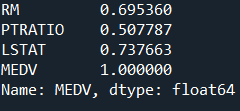 RM 0.695360
PTRATIO 0.507787
LSTAT 0.737663
MEDV 1.000000
Name: MEDV, dtype: float64